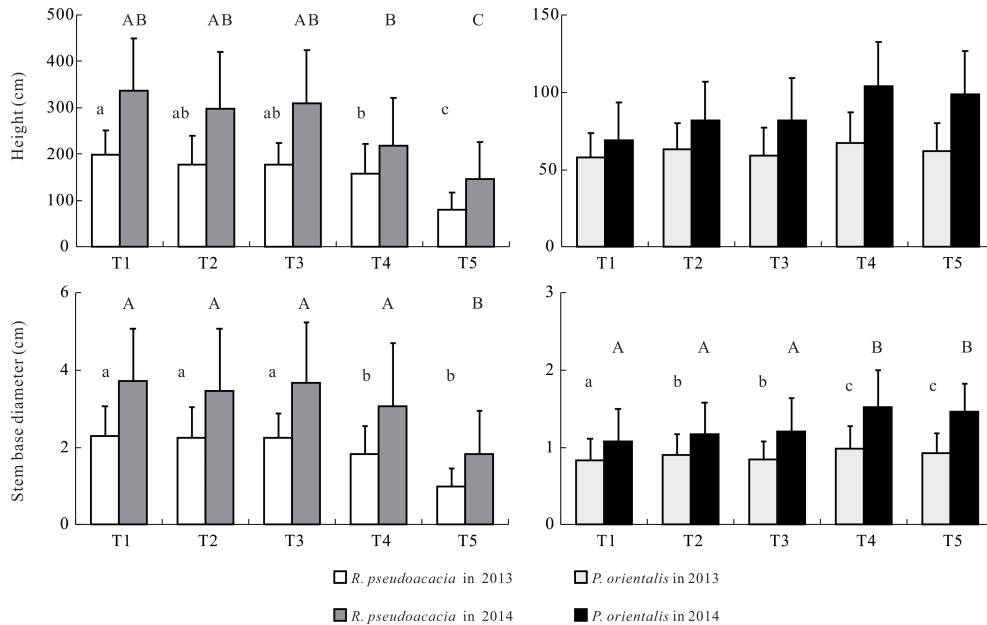 Height (cm)
500
400
300
200
100
0
AB AB AB B C
a ab ab b c
T1 T2 T3 T4 T5
150
100
50
0
T1 T2 T3 T4 T5
Stem base diameter (cm)
6
4
2
0
A A A A B
a a a b b
T1 T2 T3 T4 T5
3
2
1
0
A A A B B
a b b c c
T1 T2 T3 T4 T5
R. pseudoacacia in 2013
P. orientalis in 2013
R. pseudoacacia in 2014
P. orientalis in 2014